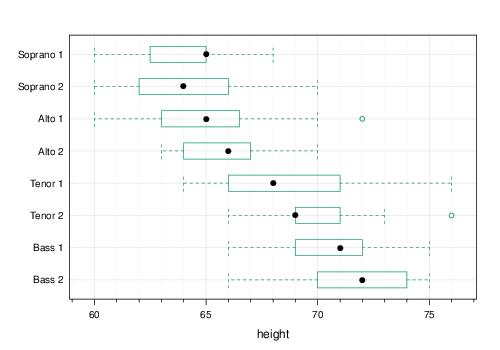 Soprano 1
Soprano 2
Alto 1
Alto 2
Tenor 1
Tenor 2
Bass 1
Bass 2
60 65 70 75
height